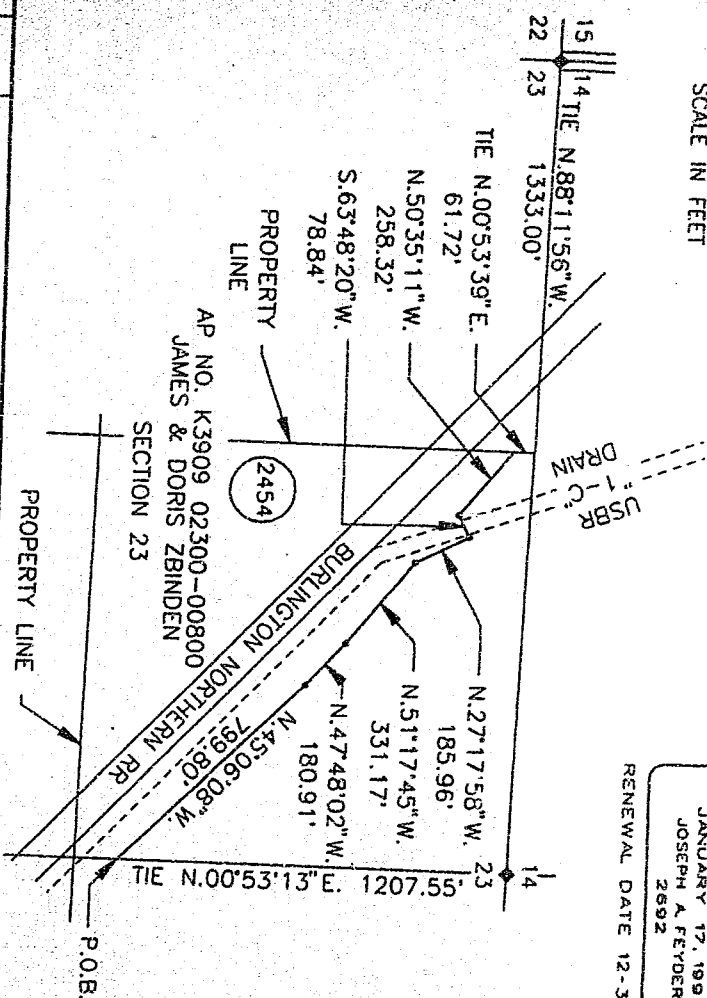 SCALE IN FEET
JANUARY 17, 199
JOSEPH A. FEYDER
2692
RENEWAL DATE 12-3
15
14
22
23
TIE N.88°11'56"W.
1333.00'
TIE N.00°53'39"E.
61.72'
N.50°35'11"W.
258.32'
S.63°48'20"W.
78.84'
PROPERTY
LINE
USBR "1-C"
DRAIN
AP NO. K3909 02300-00800
JAMES & DORIS ZBINDEN
SECTION 23
2454
BURLINGTON NORTHERN RR
N.27°17'58"W.
185.96'
N.51°17'45"W.
331.17'
N.47°48'02"W.
180.91'
N.45°06'08"W.
799.80'
14
23
TIE N.00°53'13"E. 1207.55'
PROPERTY LINE
P.O.B.